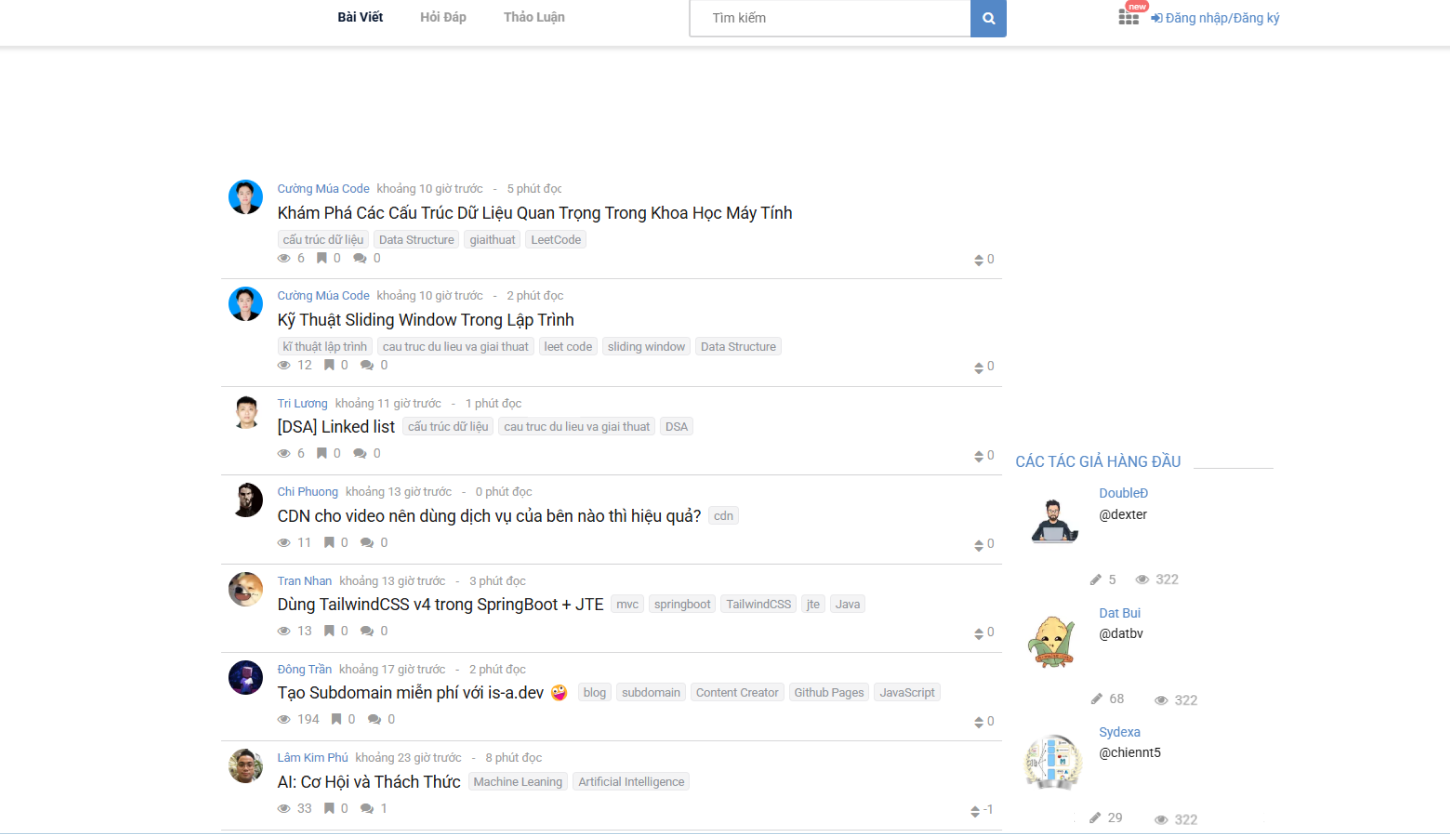 Bài Viết Hỏi Đáp Thảo Luận Tìm kiếm new Đăng nhập/Đăng ký
Cường Múa Code khoảng 10 giờ trước - 5 phút đọc
Khám Phá Các Cấu Trúc Dữ Liệu Quan Trọng Trong Khoa Học Máy Tính
cấu trúc dữ liệu Data Structure giaithuat LeetCode
6 0 0 0
Cường Múa Code khoảng 10 giờ trước - 2 phút đọc
Kỹ Thuật Sliding Window Trong Lập Trình
kĩ thuật lập trình cau truc du lieu va giai thuat leet code sliding window Data Structure
12 0 0 0
Tri Lương khoảng 11 giờ trước - 1 phút đọc
[DSA] Linked list cấu trúc dữ liệu cau truc du lieu va giai thuat DSA
6 0 0 0
Chi Phuong khoảng 13 giờ trước - 0 phút đọc
CDN cho video nên dùng dịch vụ của bên nào thì hiệu quả? cdn
11 0 0 0
Tran Nhan khoảng 13 giờ trước - 3 phút đọc
Dùng TailwindCSS v4 trong SpringBoot + JTE mvc springboot TailwindCSS jte Java
13 0 0 0
Đông Trần khoảng 17 giờ trước - 2 phút đọc
Tạo Subdomain miễn phí với is-a.dev 🤪 blog subdomain Content Creator Github Pages JavaScript
194 0 0 0
Lâm Kim Phú khoảng 23 giờ trước - 8 phút đọc
AI: Cơ Hội và Thách Thức Machine Leaning Artificial Intelligence
33 0 1 -1
CÁC TÁC GIẢ HÀNG ĐẦU
DoubleĐ
@dexter
5 322
Dat Bui
@datbv
68 322
Sydexa
@chiennt5
29 322